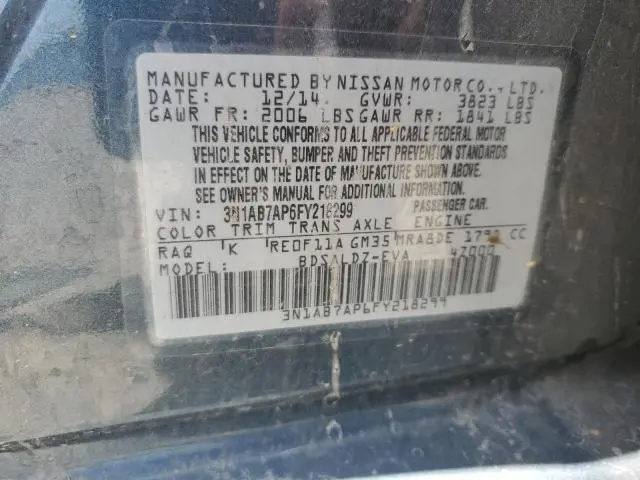 MANUFACTURED BY NISSAN MOTOR CO., LTD.
DATE: 12/14 GVWR: 3823 LBS
GAWR FR: 2006 LBS GAWR RR: 1841 LBS
THIS VEHICLE CONFORMS TO ALL APPLICABLE FEDERAL MOTOR
VEHICLE SAFETY, BUMPER AND THEFT PREVENTION STANDARDS
IN EFFECT ON THE DATE OF MANUFACTURE SHOWN ABOVE.
SEE OWNER'S MANUAL FOR ADDITIONAL INFORMATION.
VIN: 3N1AB7AP6FY218299 PASSENGER CAR.
COLOR TRIM TRANS AXLE ENGINE
RAQ K RE0F11A GM35 MRA8DE 1798 CC
MODEL: BDSALDZ-EVA 4Z000
3N1AB7AP6FY218299